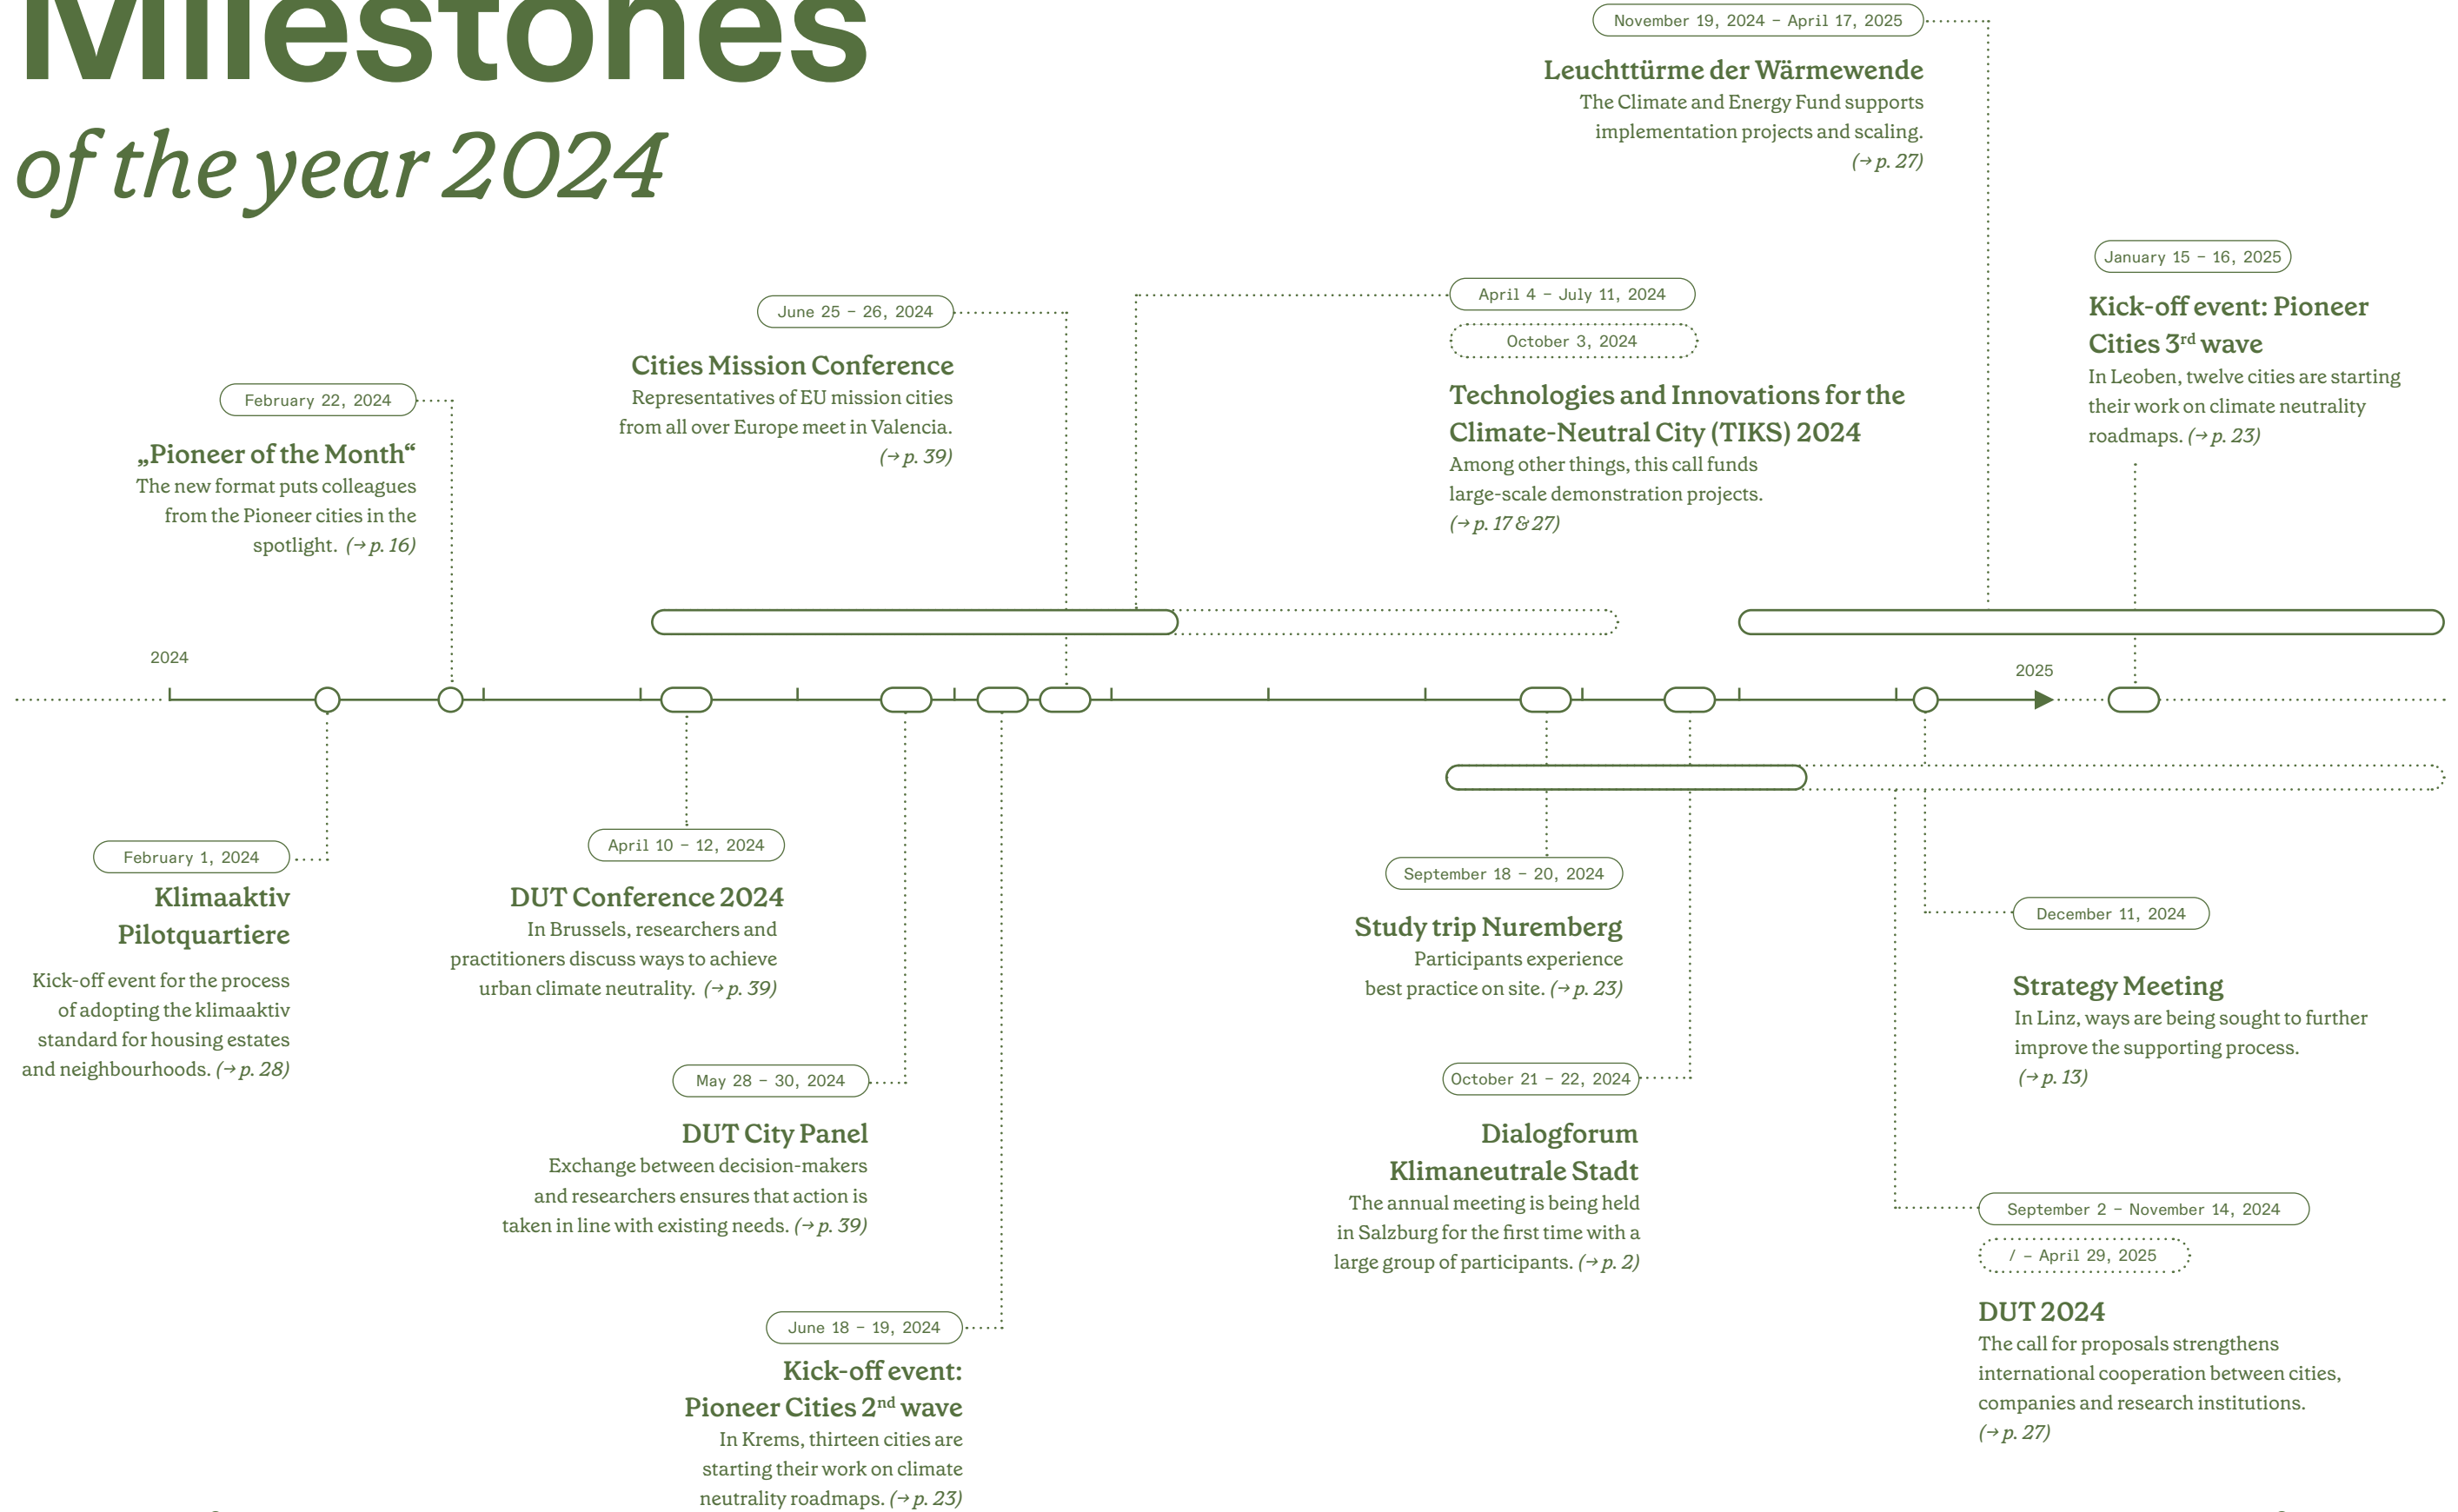 Milestones
of the year 2024
November 19, 2024 – April 17, 2025
Leuchttürme der Wärmewende
The Climate and Energy Fund supports
implementation projects and scaling.
(→ p. 27)
January 15 – 16, 2025
Kick-off event: Pioneer
Cities 3rd wave
In Leoben, twelve cities are starting
their work on climate neutrality
roadmaps. (→ p. 23)
April 4 – July 11, 2024
October 3, 2024
Technologies and Innovations for the
Climate-Neutral City (TIKS) 2024
Among other things, this call funds
large-scale demonstration projects.
(→ p. 17 & 27)
June 25 – 26, 2024
Cities Mission Conference
Representatives of EU mission cities
from all over Europe meet in Valencia.
(→ p. 39)
February 22, 2024
„Pioneer of the Month“
The new format puts colleagues
from the Pioneer cities in the
spotlight. (→ p. 16)
2024
2025
February 1, 2024
Klimaaktiv
Pilotquartiere
Kick-off event for the process
of adopting the klimaaktiv
standard for housing estates
and neighbourhoods. (→ p. 28)
April 10 – 12, 2024
DUT Conference 2024
In Brussels, researchers and
practitioners discuss ways to achieve
urban climate neutrality. (→ p. 39)
May 28 – 30, 2024
DUT City Panel
Exchange between decision-makers
and researchers ensures that action is
taken in line with existing needs. (→ p. 39)
June 18 – 19, 2024
Kick-off event:
Pioneer Cities 2nd wave
In Krems, thirteen cities are
starting their work on climate
neutrality roadmaps. (→ p. 23)
September 18 – 20, 2024
Study trip Nuremberg
Participants experience
best practice on site. (→ p. 23)
October 21 – 22, 2024
Dialogforum
Klimaneutrale Stadt
The annual meeting is being held
in Salzburg for the first time with a
large group of participants. (→ p. 2)
December 11, 2024
Strategy Meeting
In Linz, ways are being sought to further
improve the supporting process.
(→ p. 13)
September 2 – November 14, 2024
/ – April 29, 2025
DUT 2024
The call for proposals strengthens
international cooperation between cities,
companies and research institutions.
(→ p. 27)